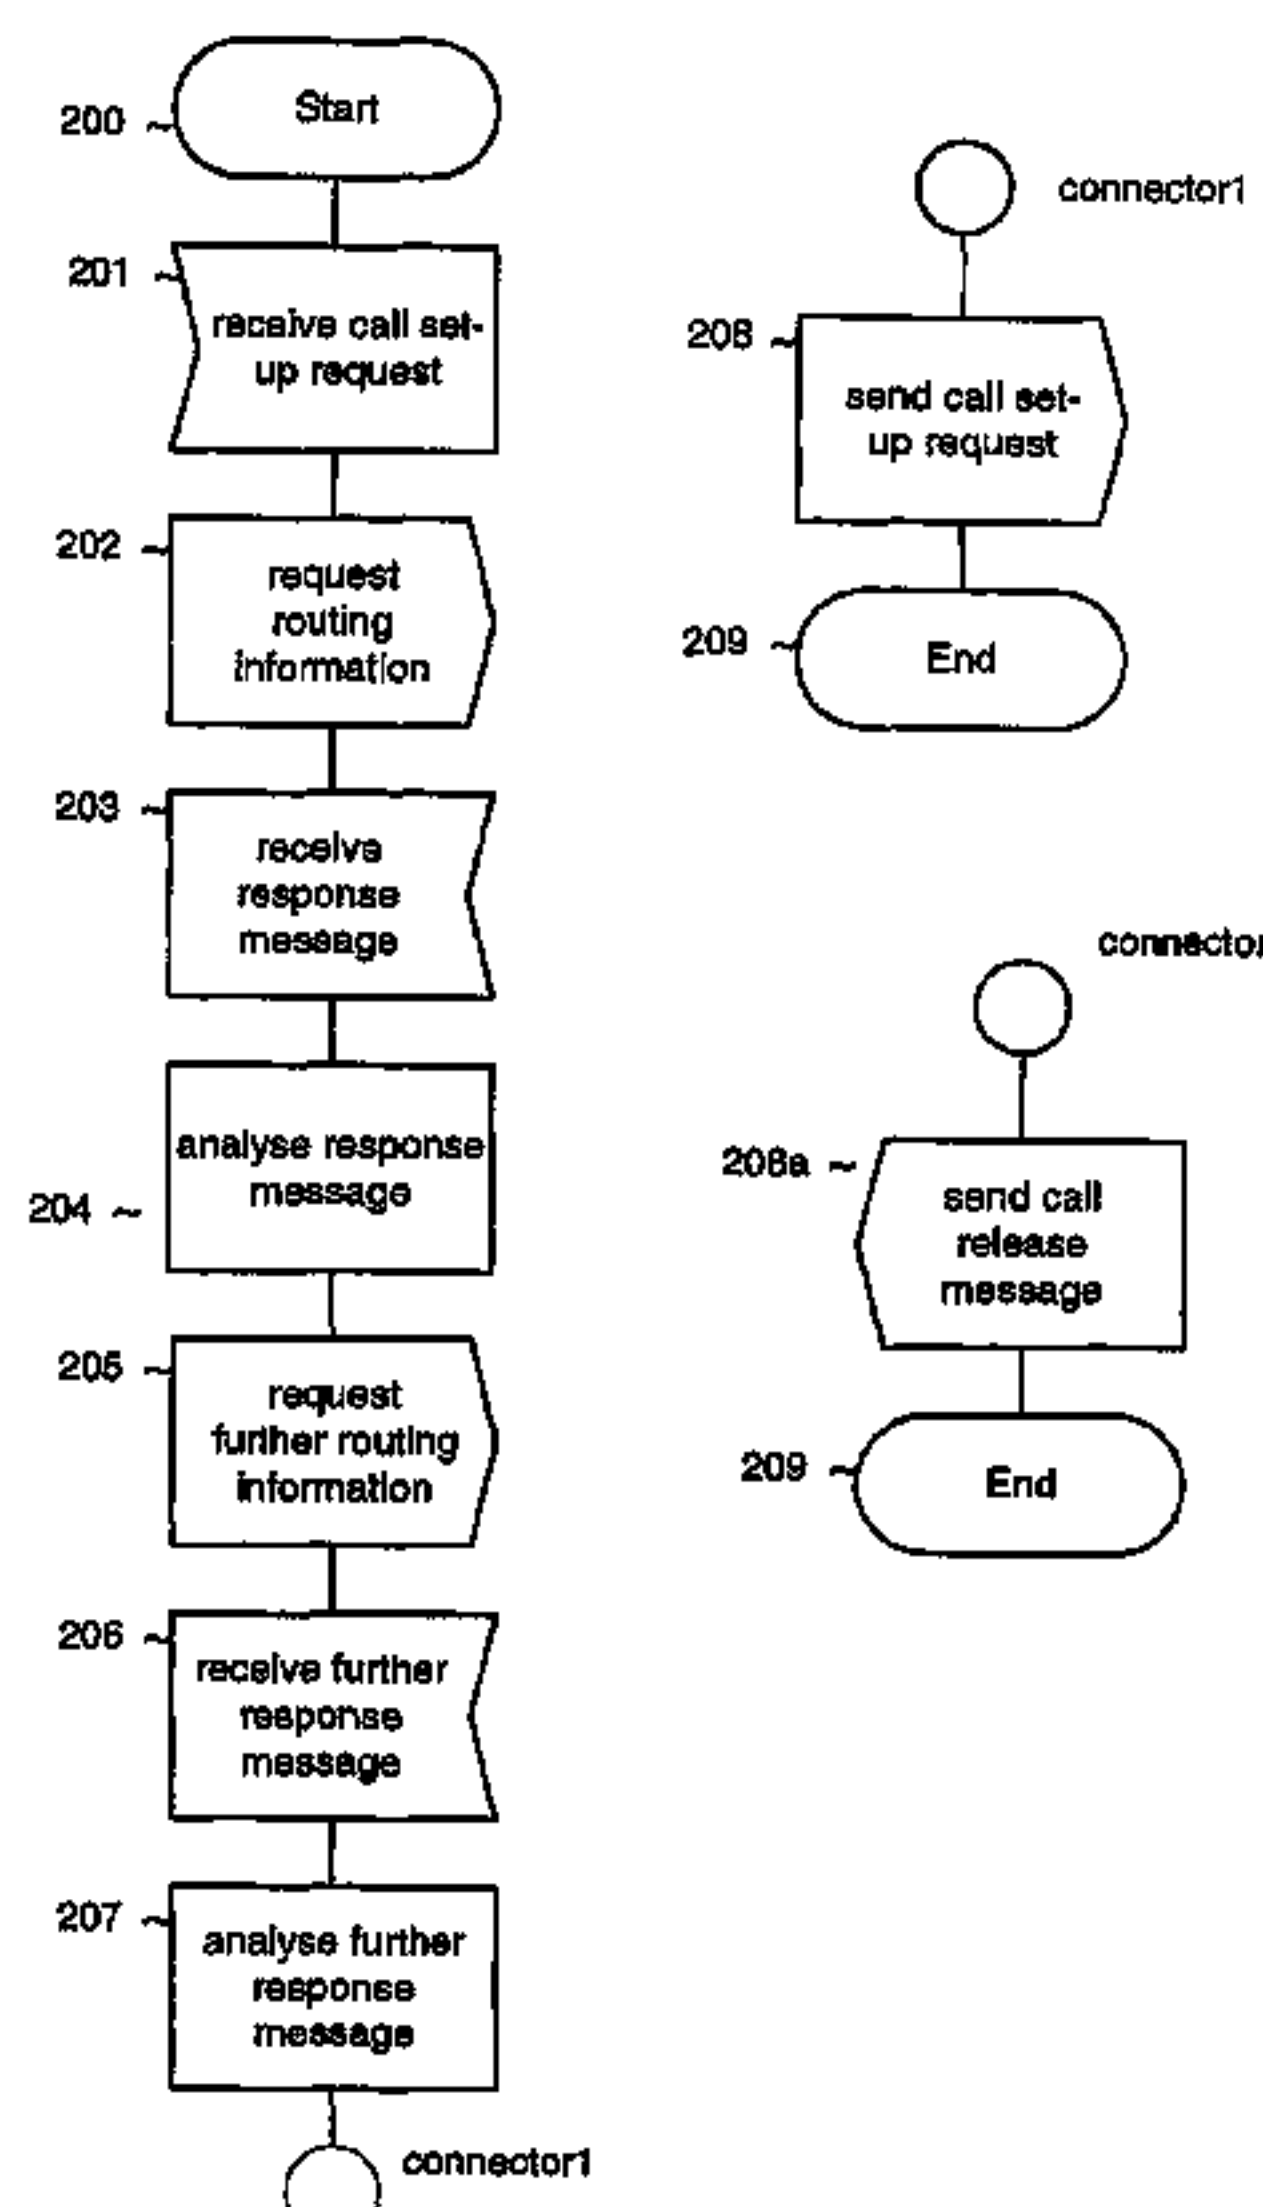 200
Start
201
receive call set-
up request
202
request
routing
information
203
receive
response
message
analyse response
message
204
205
request
further routing
information
206
receive further
response
message
207
analyse further
response
message
connector1
connector1
208
send call set-
up request
209
End
connector
208a
send call
release
message
209
End